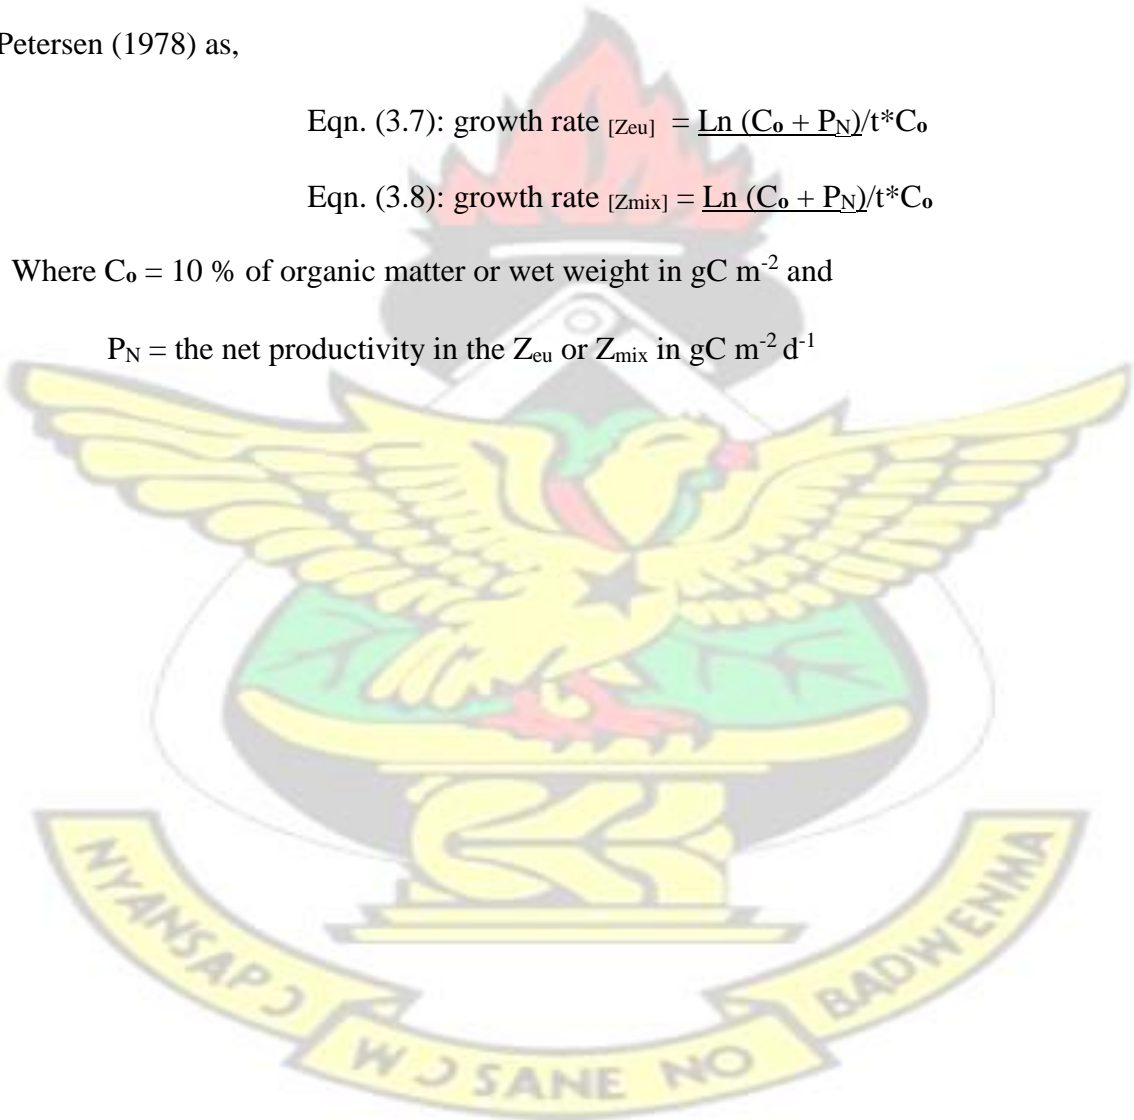 Petersen (1978) as,
Eqn. (3.7): growth rate [Zeu] = Ln (Co + PN)/t*Co
Eqn. (3.8): growth rate [Zmix] = Ln (Co + PN)/t*Co
Where Co = 10 % of organic matter or wet weight in gC m-2 and
PN = the net productivity in the Zeu or Zmix in gC m-2 d-1
NYANSAPƆ
WƆSANE NO
BADWENMA